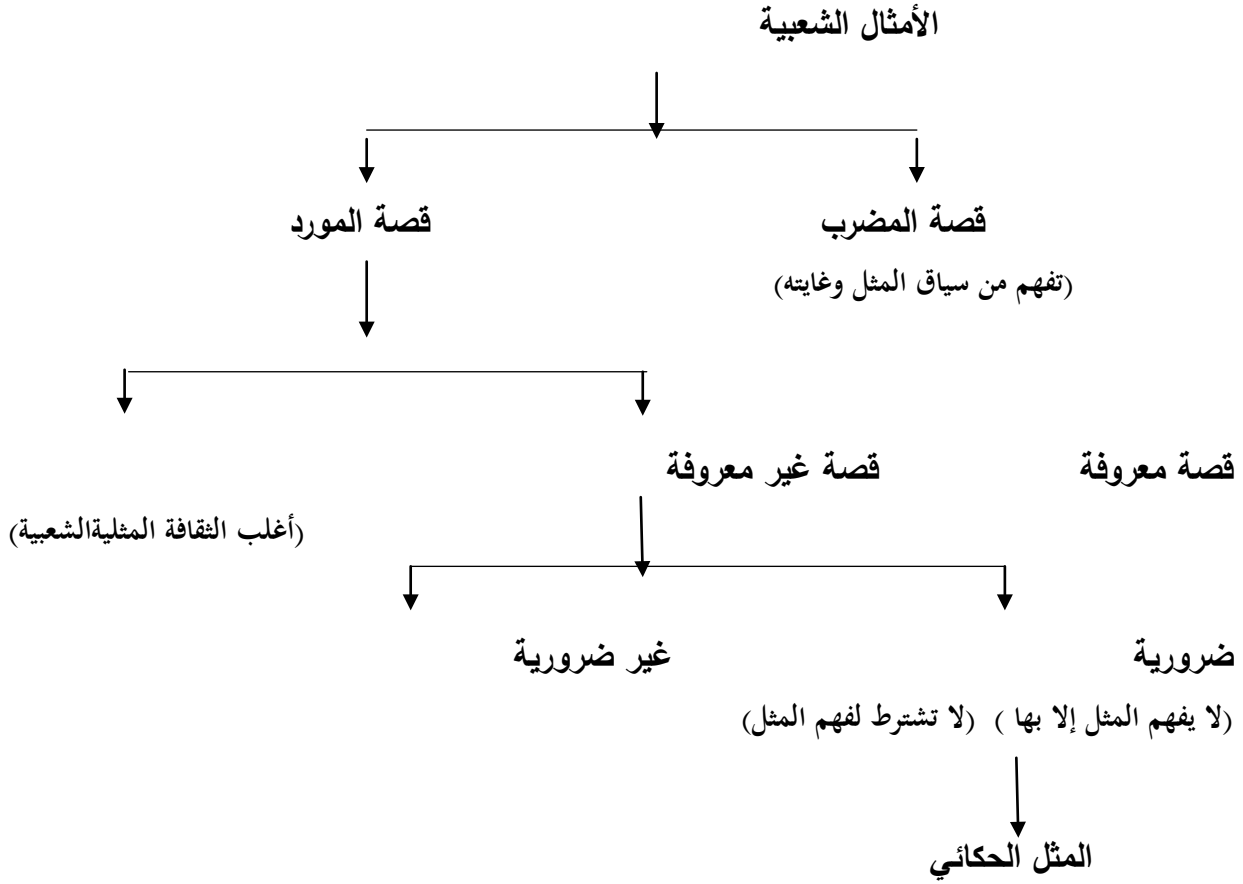 الأمثال الشعبية
قصة المضرب قصة المورد
(تفهم من سياق المثل وغايته)
قصة معروفة قصة غير معروفة
(أغلب الثقافة المثليةالشعبية)
ضرورية غير ضرورية
(لا يفهم المثل إلا بها ) (لا تشترط لفهم المثل)
المثل الحكائي